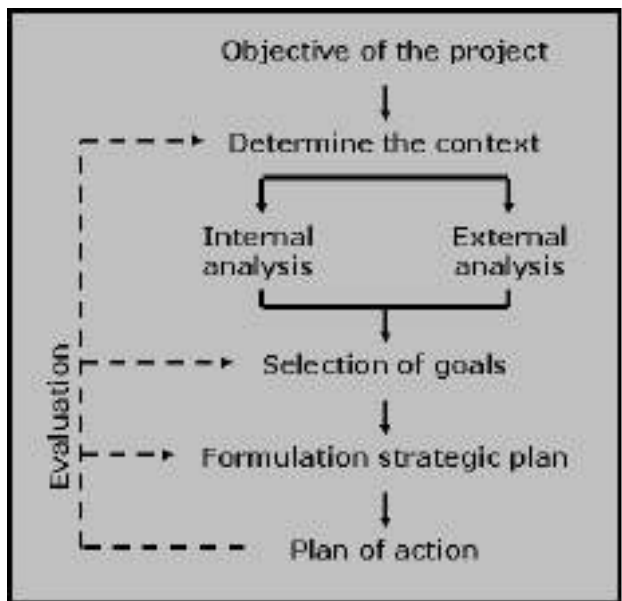 Objective of the project
Determine the context
Internal
analysis
External
analysis
Selection of goals
Formulation strategic plan
Plan of action
Evaluation